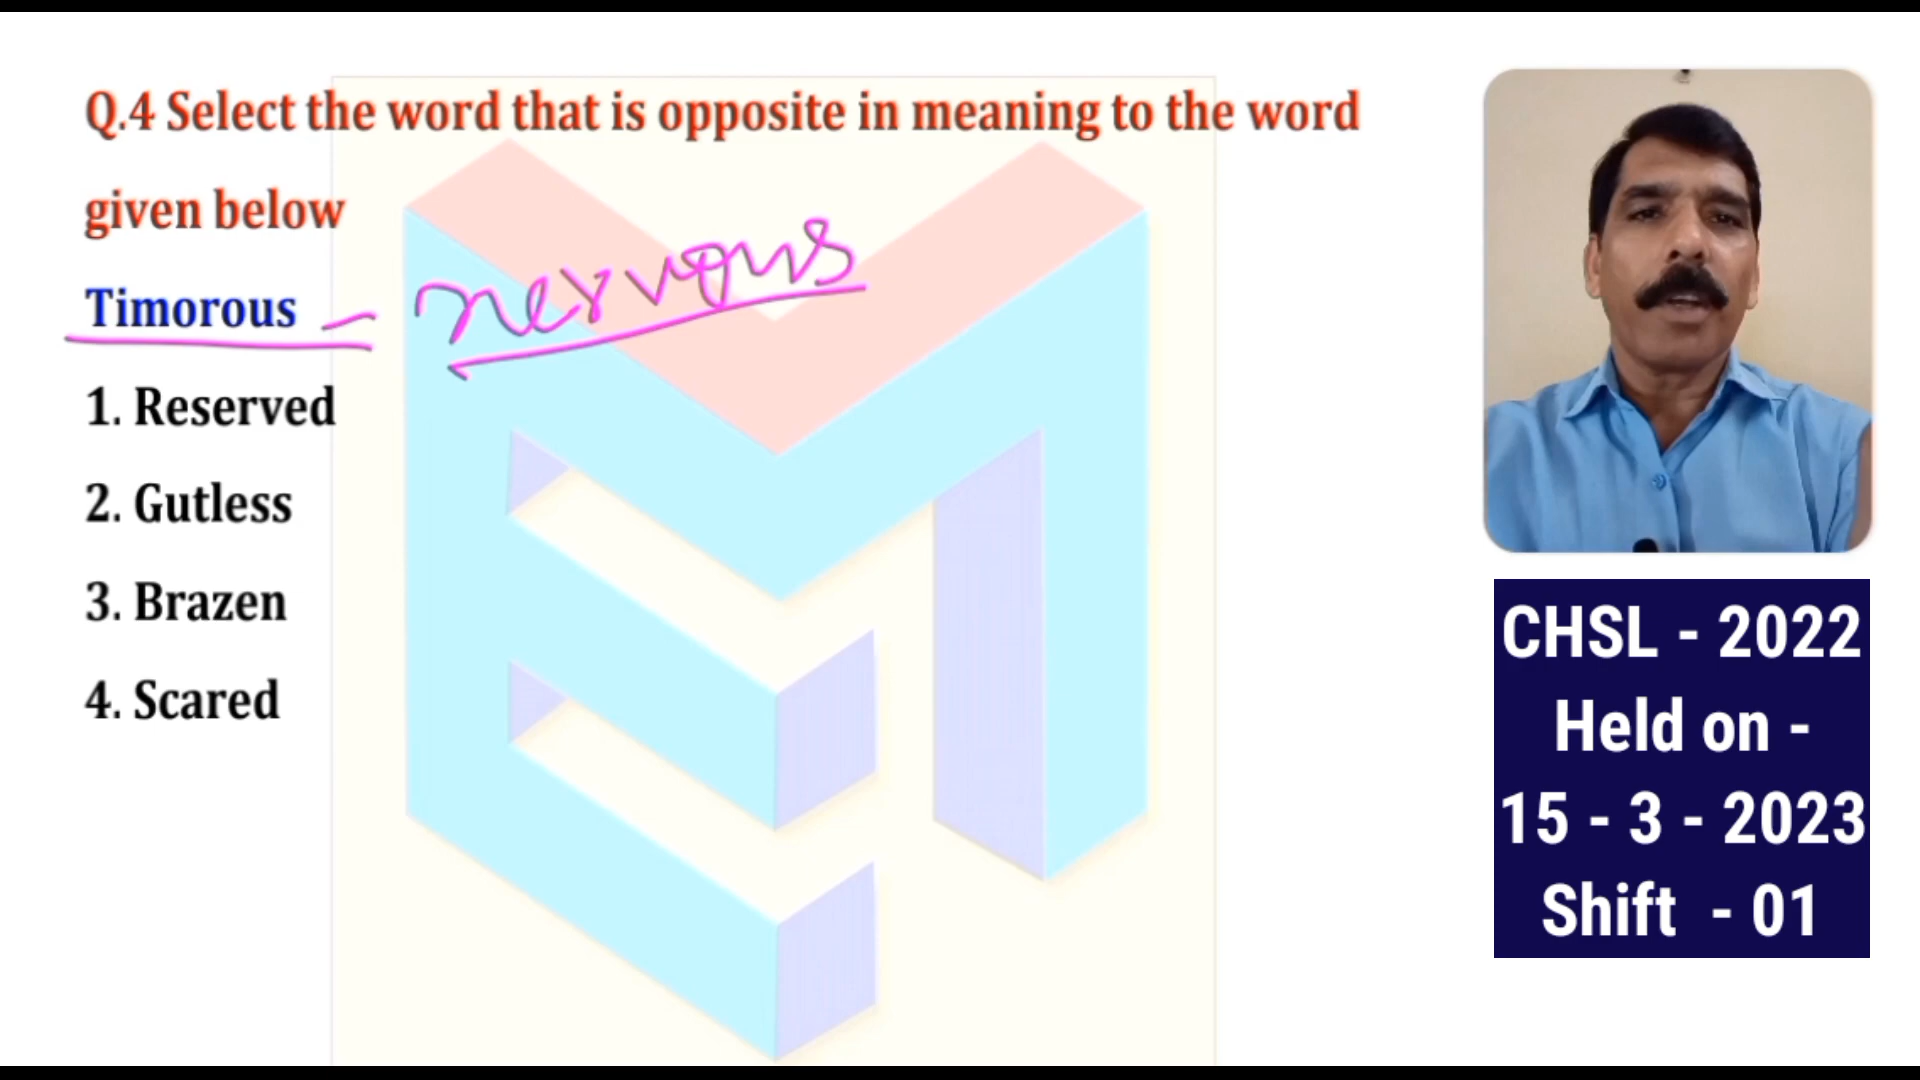 Q.4 Select the word that is opposite in meaning to the word
given below
Timorous - nervous
1. Reserved
2. Gutless
3. Brazen
4. Scared
CHSL - 2022
Held on -
15 - 3 - 2023
Shift - 01